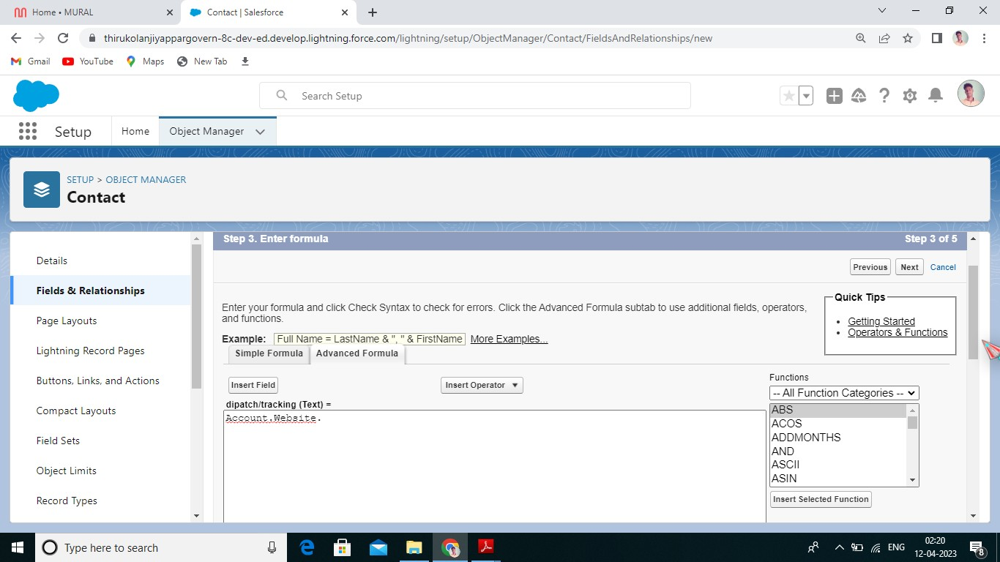 Home • MURAL
Contact | Salesforce
thirukolanjiyappargovern-8c-dev-ed.develop.lightning.force.com/lightning/setup/ObjectManager/Contact/FieldsAndRelationships/new
Gmail
YouTube
Maps
New Tab
Search Setup
Setup
Home
Object Manager
SETUP > OBJECT MANAGER
Contact
Details
Fields & Relationships
Page Layouts
Lightning Record Pages
Buttons, Links, and Actions
Compact Layouts
Field Sets
Object Limits
Record Types
Step 3. Enter formula
Step 3 of 5
Previous
Next
Cancel
Enter your formula and click Check Syntax to check for errors. Click the Advanced Formula subtab to use additional fields, operators,
and functions.
Quick Tips
• Getting Started
• Operators & Functions
Example: Full Name = LastName & ", " & FirstName More Examples...
Simple Formula
Advanced Formula
Insert Field
Insert Operator
Functions
-- All Function Categories --
dipatch/tracking (Text) =
Account.Website.
ABS
ACOS
ADDMONTHS
AND
ASCII
ASIN
Insert Selected Function
Type here to search
ENG
02:20
12-04-2023
8